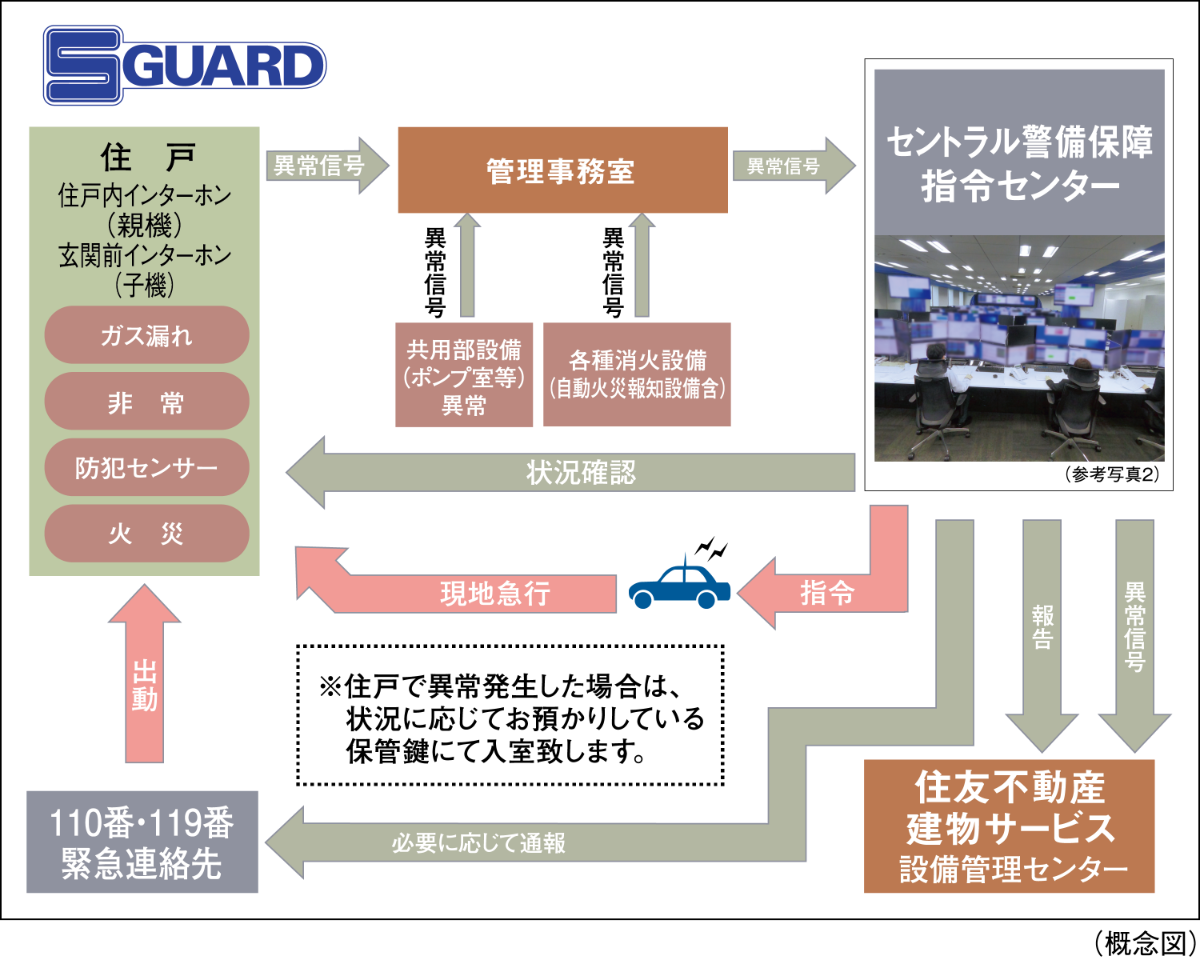 S GUARD
住　戸
住戸内インターホン
（親機）
玄関前インターホン
（子機）
ガス漏れ
非　常
防犯センサー
火　災
異常信号
管理事務室
異常信号
セントラル警備保障
指令センター
（参考写真2）
異常信号
異常信号
共用部設備
（ポンプ室等）
異常
各種消火設備
（自動火災報知設備含）
状況確認
現地急行
指令
出動
※住戸で異常発生した場合は、
状況に応じてお預かりしている
保管鍵にて入室致します。
報告
異常信号
110番・119番
緊急連絡先
必要に応じて通報
住友不動産
建物サービス
設備管理センター
（概念図）